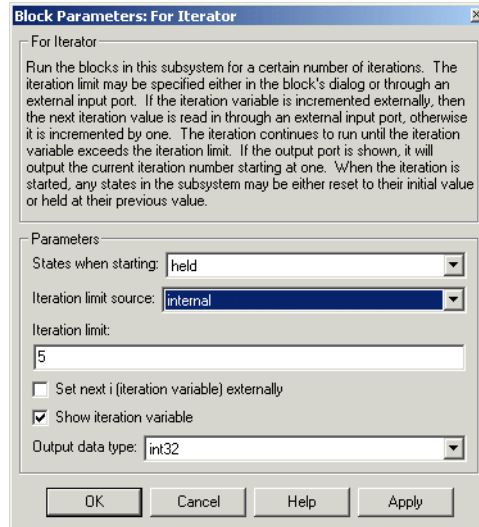 Block Parameters: For Iterator
For Iterator
Run the blocks in this subsystem for a certain number of iterations. The
iteration limit may be specified either in the block's dialog or through an
external input port. If the iteration variable is incremented externally, then
the next iteration value is read in through an external input port, otherwise
it is incremented by one. The iteration continues to run until the iteration
variable exceeds the iteration limit. If the output port is shown, it will
output the current iteration number starting at one. When the iteration is
started, any states in the subsystem may be either reset to their initial value
or held at their previous value.
Parameters
States when starting: held
Iteration limit source: internal
Iteration limit:
5
Set next i (iteration variable) externally
Show iteration variable
Output data type: int32
OK Cancel Help Apply